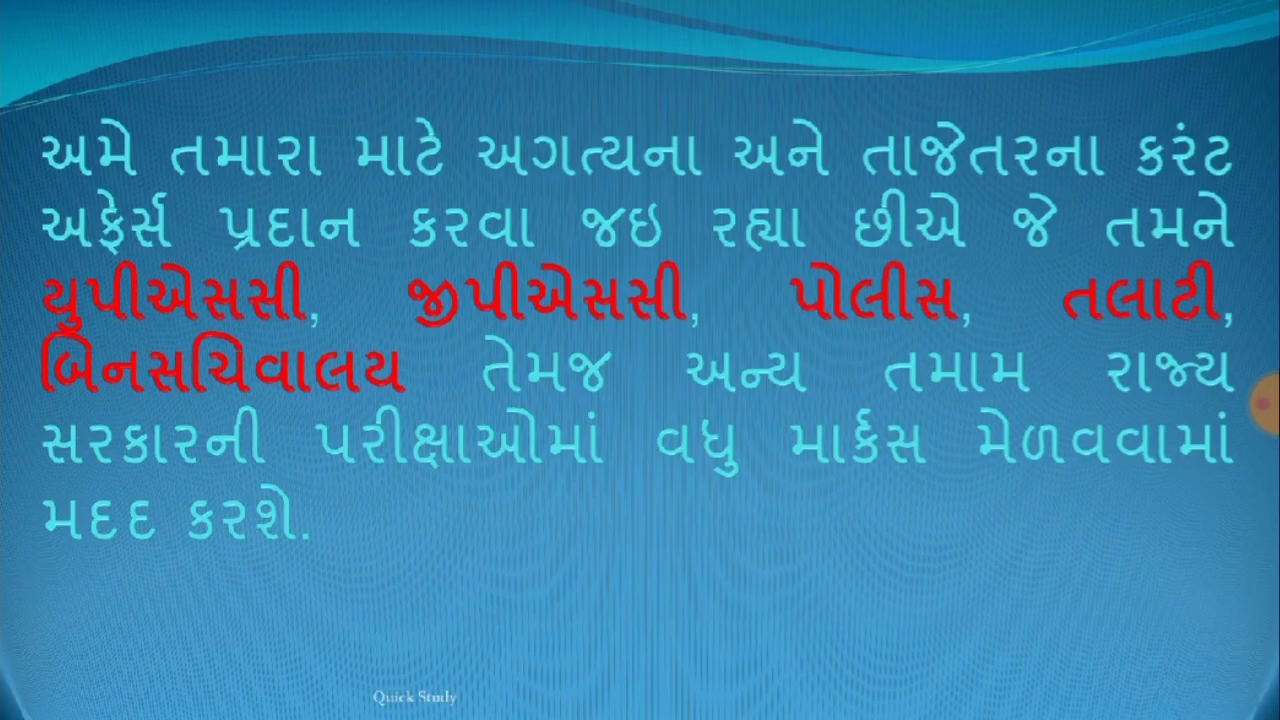 અમે તમારા માટે અગત્યના અને તાજેતરના કરંટ
અફેર્સ પ્રદાન કરવા જઇ રહ્યા છીએ જે તમને
યુપીએસસી, જીપીએસસી, પોલીસ, તલાટી,
બિનસચિવાલય તેમજ અન્ય તમામ રાજ્ય
સરકારની પરીક્ષાઓમાં વધુ માર્કસ મેળવવામાં
મદદ કરશે.
Quick Study